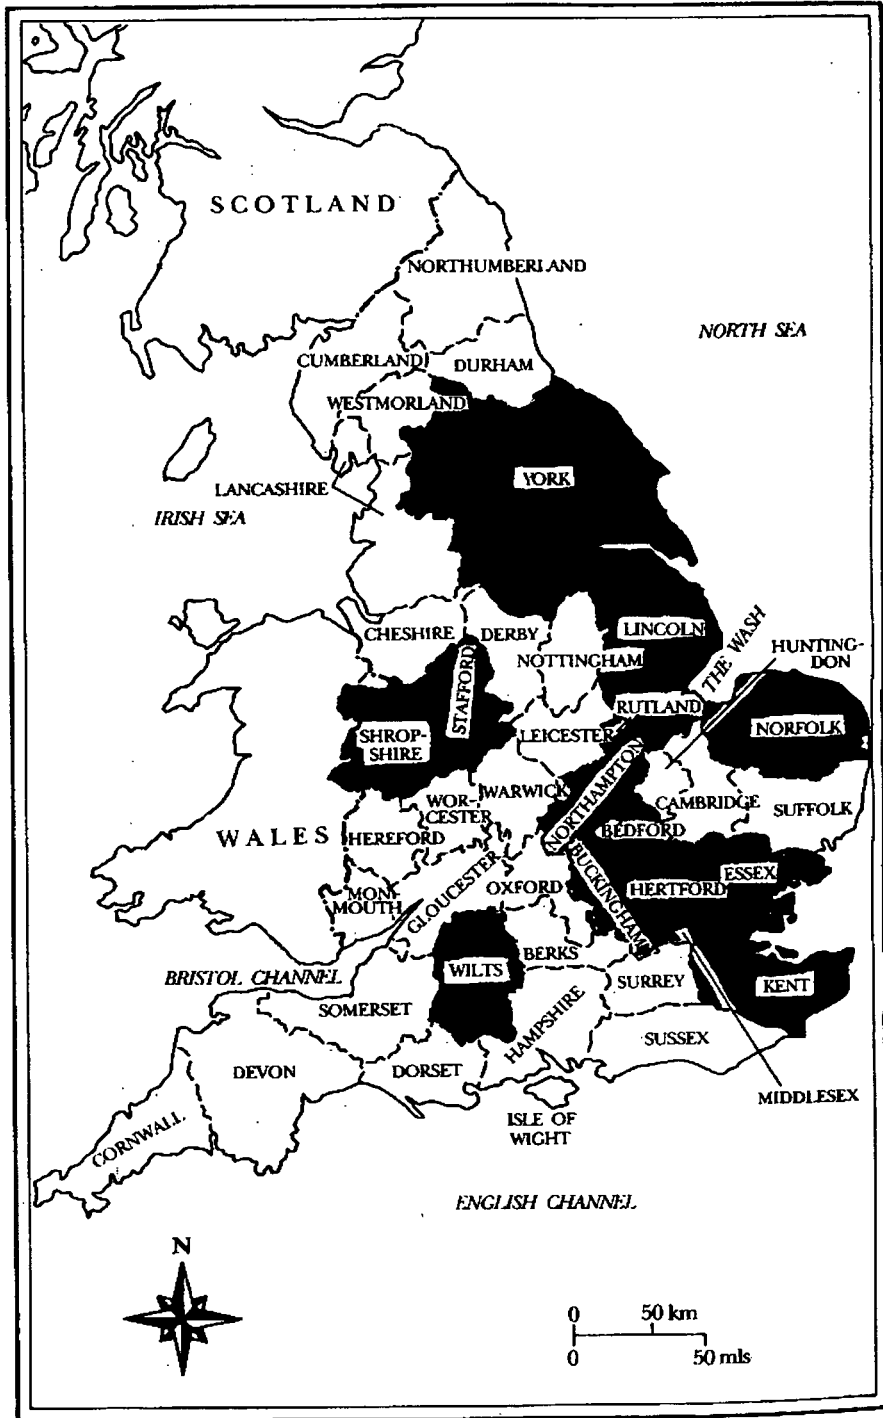 SCOTLAND
NORTHUMBERLAND
NORTH SEA
CUMBERLAND
DURHAM
WESTMORLAND
YORK
LANCASHIRE
IRISH SEA
CHESHIRE
DERBY
LINCOLN
NOTTINGHAM
THE WASH
HUNTING-
DON
STAFFORD
RUTLAND
SHROP-
SHIRE
LEICESTER
NORFOLK
NORTHAMPTON
WARWICK
WOR-
CESTER
CAMBRIDGE
SUFFOLK
WALES
HEREFORD
BEDFORD
BUCKINGHAM
ESSEX
MON-
MOUTH
GLOUCESTER
OXFORD
HERTFORD
BRISTOL CHANNEL
WILTS
BERKS
SURREY
KENT
SOMERSET
HAMPSHIRE
SUSSEX
DEVON
DORSET
MIDDLESEX
ISLE OF
WIGHT
CORNWALL
ENGLISH CHANNEL
N
0 50 km
0 50 mls